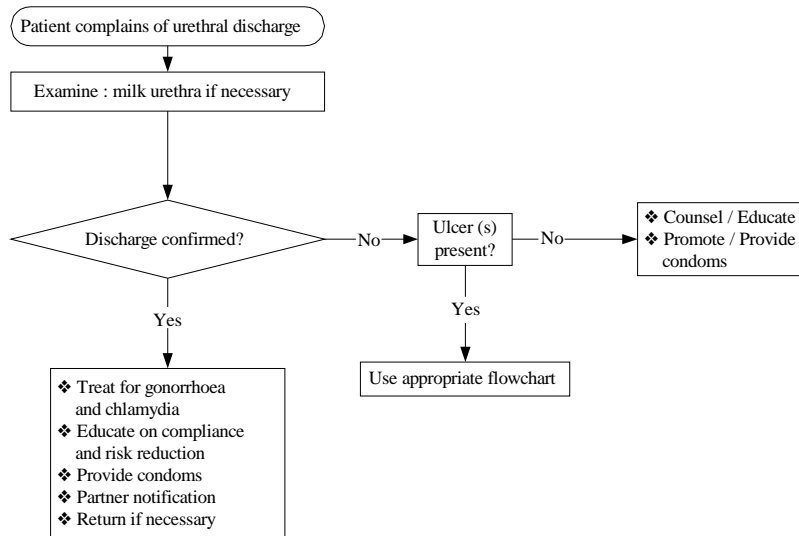 Patient complains of urethral discharge
Examine : milk urethra if necessary
Discharge confirmed?
No
Ulcer (s)
present?
No
❖ Counsel / Educate
❖ Promote / Provide
condoms
Yes
Yes
Use appropriate flowchart
❖ Treat for gonorrhoea
and chlamydia
❖ Educate on compliance
and risk reduction
❖ Provide condoms
❖ Partner notification
❖ Return if necessary